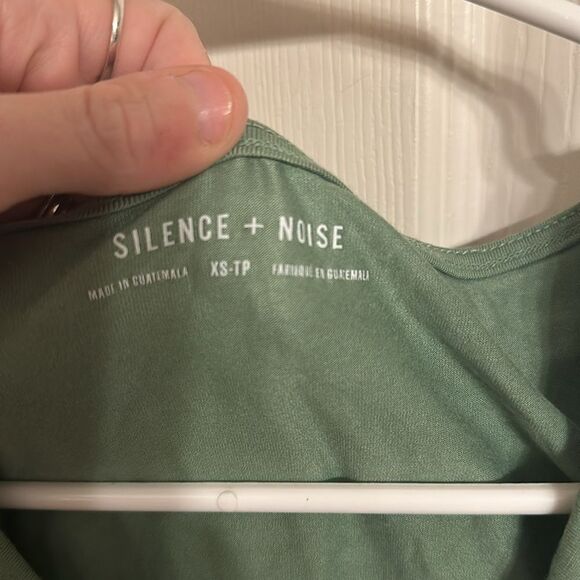 SILENCE + NOISE
MADE IN GUATEMALA XS-TP FABRIQUÉ EN GUATEMALA